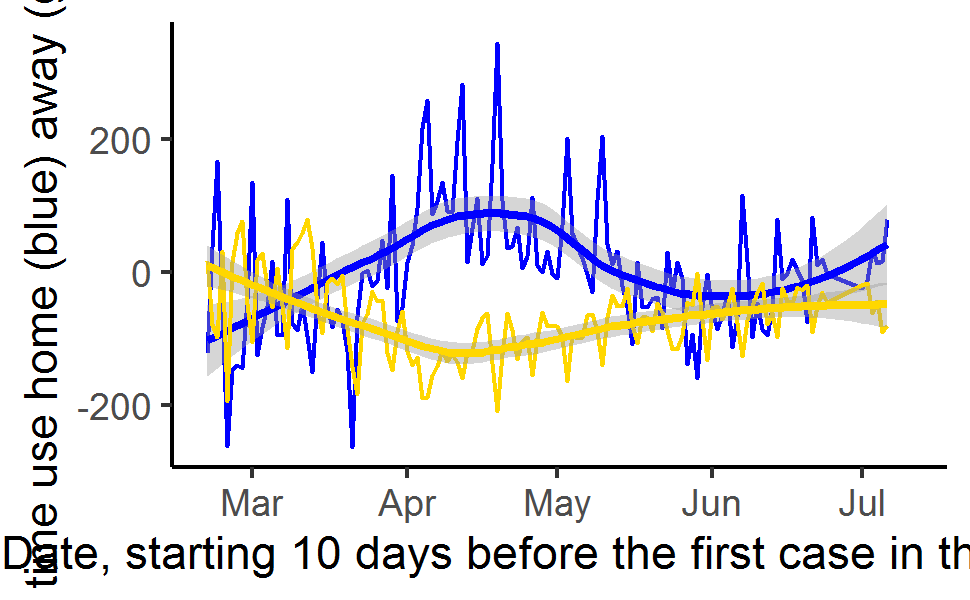 time use home (blue) away (
200
0
-200
Mar Apr May Jun Jul
Date, starting 10 days before the first case in th